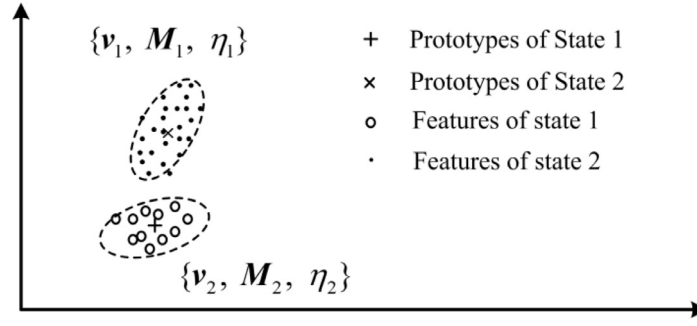 {v₁, M₁, η₁}
+ Prototypes of State 1
× Prototypes of State 2
o Features of state 1
· Features of state 2
{v₂, M₂, η₂}